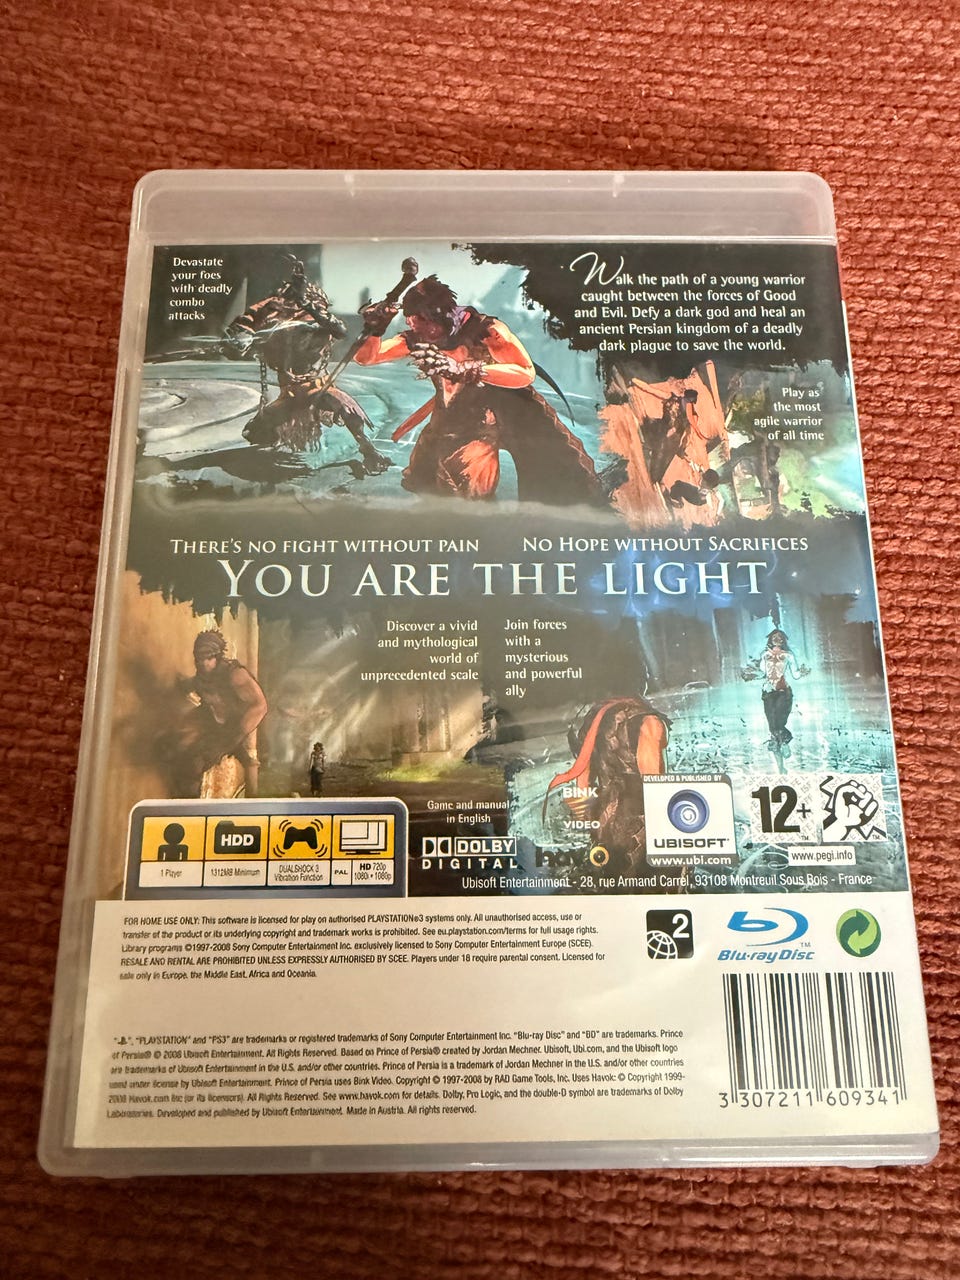 Devastate
your foes
with deadly
combo
attacks
Walk the path of a young warrior
caught between the forces of Good
and Evil. Defy a dark god and heal an
ancient Persian kingdom of a deadly
dark plague to save the world.
Play as
the most
agile warrior
of all time
THERE'S NO FIGHT WITHOUT PAIN NO HOPE WITHOUT SACRIFICES
YOU ARE THE LIGHT
Discover a vivid
and mythological
world of
unprecedented scale
Join forces
with a
mysterious
and powerful
ally
Game and manual
in English
BINK
VIDEO
DEVELOPED & PUBLISHED BY
UBISOFT™
www.ubi.com
12+
™
™
www.pegi.info
HDD
1 Player
1312MB Minimum
DUALSHOCK 3
Vibration Function
PAL
HD 720p
1080i • 1080p
DOLBY
DIGITAL
havok
Ubisoft Entertainment - 28, rue Armand Carrel, 93108 Montreuil Sous Bois - France
FOR HOME USE ONLY: This software is licensed for play on authorised PLAYSTATION®3 systems only. All unauthorised access, use or
transfer of the product or its underlying copyright and trademark works is prohibited. See eu.playstation.com/terms for full usage rights.
Library programs ©1997-2008 Sony Computer Entertainment Inc. exclusively licensed to Sony Computer Entertainment Europe (SCEE).
RESALE AND RENTAL ARE PROHIBITED UNLESS EXPRESSLY AUTHORISED BY SCEE. Players under 18 require parental consent. Licensed for
sale only in Europe, the Middle East, Africa and Oceania.
2
Blu-ray Disc™
", "PLAYSTATION" and "PS3" are trademarks or registered trademarks of Sony Computer Entertainment Inc. "Blu-ray Disc" and "BD" are trademarks. Prince
of Persia® © 2008 Ubisoft Entertainment. All Rights Reserved. Based on Prince of Persia® created by Jordan Mechner. Ubisoft, Ubi.com, and the Ubisoft logo
are trademarks of Ubisoft Entertainment in the U.S. and/or other countries. Prince of Persia is a trademark of Jordan Mechner in the U.S. and/or other countries
used under license by Ubisoft Entertainment. Prince of Persia uses Bink Video. Copyright © 1997-2008 by RAD Game Tools, Inc. Uses Havok: © Copyright 1999-
2008 Havok.com Inc (or its licensors). All Rights Reserved. See www.havok.com for details. Dolby, Pro Logic, and the double-D symbol are trademarks of Dolby
Laboratories. Developed and published by Ubisoft Entertainment. Made in Austria. All rights reserved.
3 307211 609341